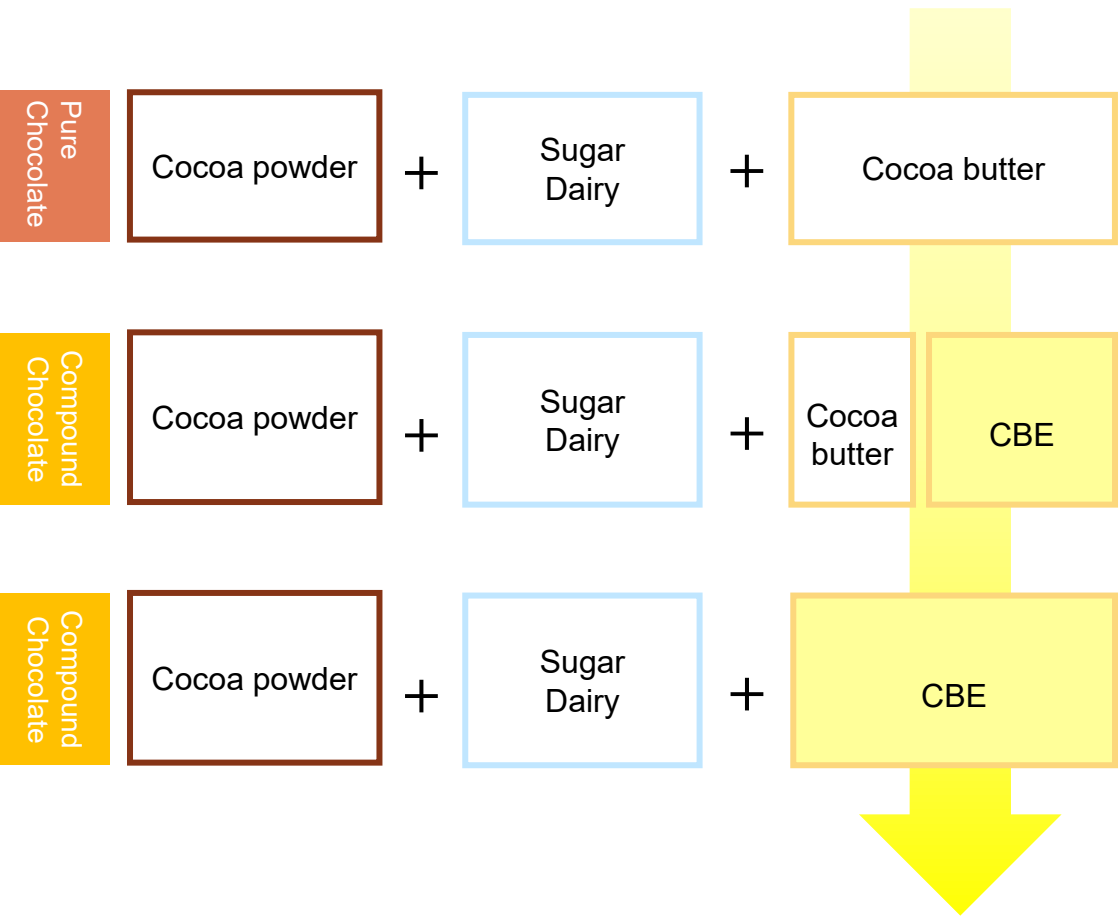 Pure
Chocolate
Cocoa powder
+
Sugar
Dairy
+
Cocoa butter
Compound
Chocolate
Cocoa powder
+
Sugar
Dairy
+
Cocoa
butter
CBE
Compound
Chocolate
Cocoa powder
+
Sugar
Dairy
+
CBE